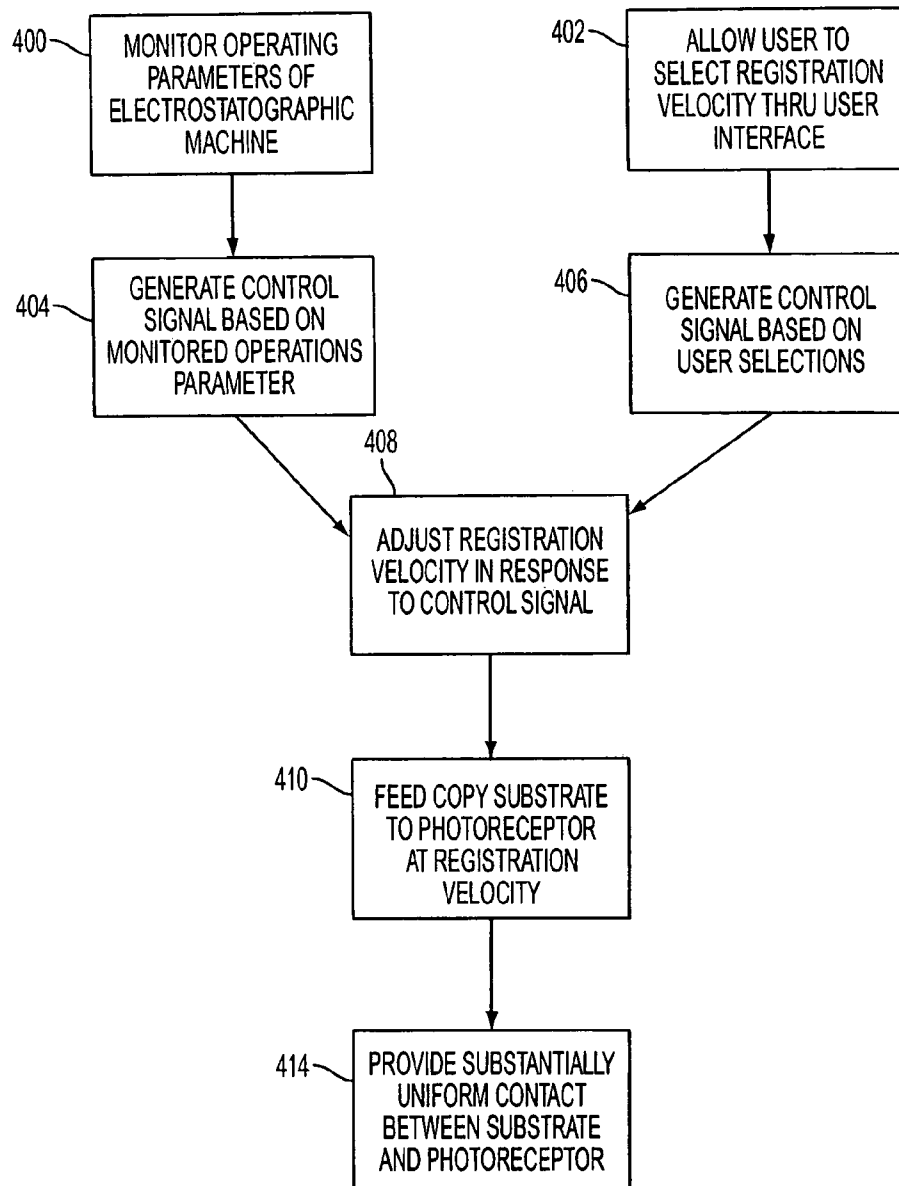 400
MONITOR OPERATING
PARAMETERS OF
ELECTROSTATOGRAPHIC
MACHINE
402
ALLOW USER TO
SELECT REGISTRATION
VELOCITY THRU USER
INTERFACE
404
GENERATE CONTROL
SIGNAL BASED ON
MONITORED OPERATIONS
PARAMETER
406
GENERATE CONTROL
SIGNAL BASED ON
USER SELECTIONS
408
ADJUST REGISTRATION
VELOCITY IN RESPONSE
TO CONTROL SIGNAL
410
FEED COPY SUBSTRATE
TO PHOTORECEPTOR
AT REGISTRATION
VELOCITY
414
PROVIDE SUBSTANTIALLY
UNIFORM CONTACT
BETWEEN SUBSTRATE
AND PHOTORECEPTOR